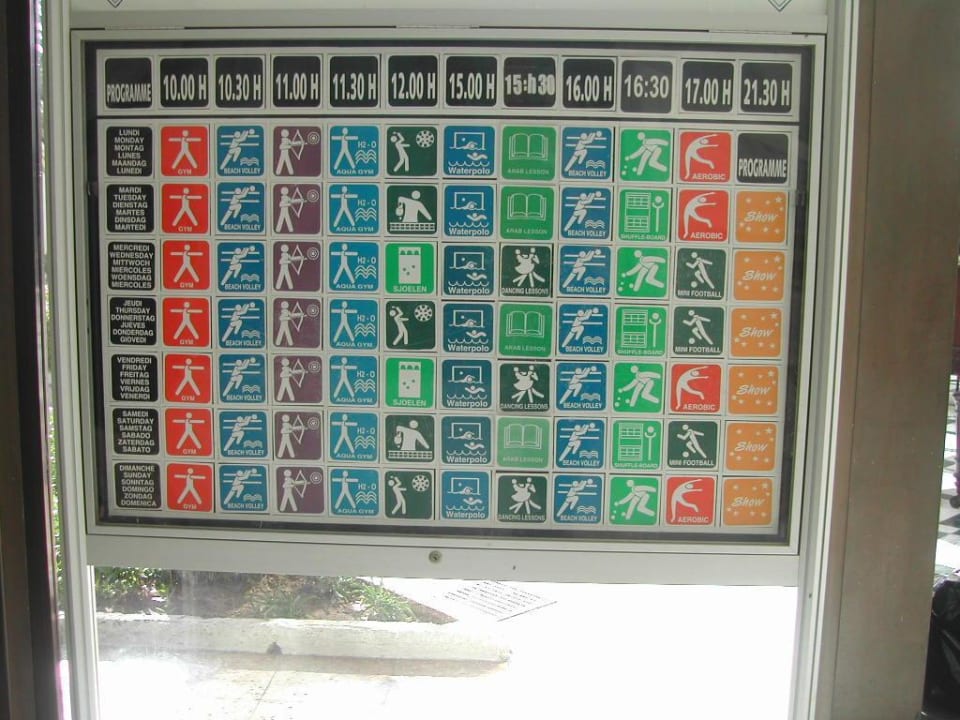 PROGRAMME 10.00 H 10.30 H 11.00 H 11.30 H 12.00 H 15.00 H 15:h30 16.00 H 16:30 17.00 H 21.30 H
LUNDI
MONDAY
MONTAG
LUNES
MAANDAG
LUNEDI
GYM
BEACH VOLLEY
H2-O
AQUA GYM
Waterpolo
ARAB LESSON
BEACH VOLLEY
AEROBIC
PROGRAMME
MARDI
TUESDAY
DIENSTAG
MARTES
DINSDAG
MARTEDI
GYM
BEACH VOLLEY
H2-O
AQUA GYM
Waterpolo
ARAB LESSON
BEACH VOLLEY
SHUFFLE-BOARD
AEROBIC
Show
MERCREDI
WEDNESDAY
MITTWOCH
MIERCOLES
WOENSDAG
MIERCOLES
GYM
BEACH VOLLEY
H2-O
AQUA GYM
SJOELEN
Waterpolo
DANCING LESSONS
BEACH VOLLEY
MINI FOOTBALL
Show
JEUDI
THURSDAY
DONNERSTAG
JUEVES
DONDERDAG
GIOVEDI
GYM
BEACH VOLLEY
H2-O
AQUA GYM
Waterpolo
ARAB LESSON
BEACH VOLLEY
SHUFFLE-BOARD
MINI FOOTBALL
Show
VENDREDI
FRIDAY
FREITAG
VIERNES
VRIJDAG
VENERDI
GYM
BEACH VOLLEY
H2-O
AQUA GYM
SJOELEN
Waterpolo
DANCING LESSONS
BEACH VOLLEY
AEROBIC
Show
SAMEDI
SATURDAY
SAMSTAG
SABADO
ZATERDAG
SABATO
GYM
BEACH VOLLEY
H2-O
AQUA GYM
Waterpolo
ARAB LESSON
BEACH VOLLEY
SHUFFLE-BOARD
MINI FOOTBALL
Show
DIMANCHE
SUNDAY
SONNTAG
DOMINGO
ZONDAG
DOMENICA
GYM
BEACH VOLLEY
H2-O
AQUA GYM
Waterpolo
DANCING LESSONS
BEACH VOLLEY
AEROBIC
Show